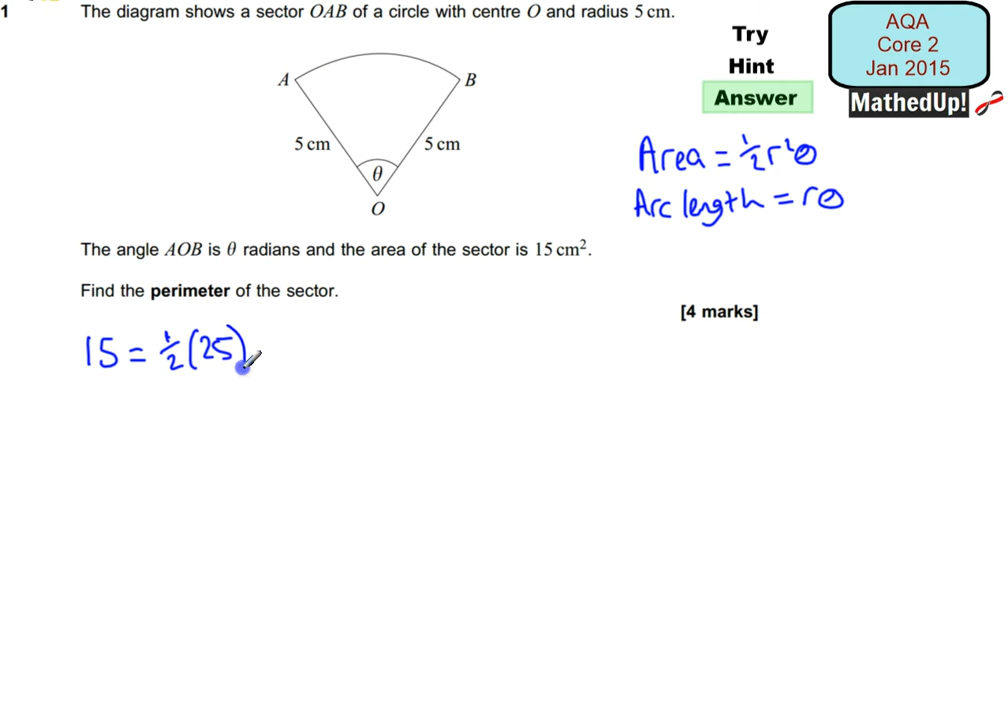 1 The diagram shows a sector OAB of a circle with centre O and radius 5 cm.
Try
Hint
Answer
AQA
Core 2
Jan 2015
MathedUp!
A
B
5 cm
5 cm
θ
O
Area = ½r²θ
Arc length = rθ
The angle AOB is θ radians and the area of the sector is 15 cm².
Find the perimeter of the sector.
[4 marks]
15 = ½(25)